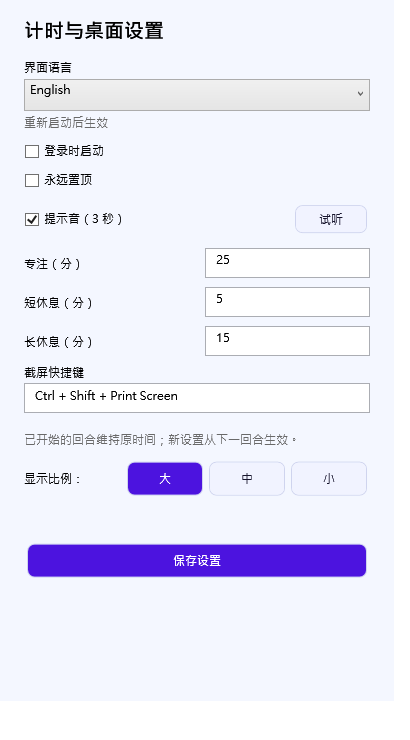 计时与桌面设置
界面语言
English
重新启动后生效
登录时启动
永远置顶
提示音（3 秒）
试听
专注（分）
25
短休息（分）
5
长休息（分）
15
截屏快捷键
Ctrl + Shift + Print Screen
已开始的回合维持原时间；新设置从下一回合生效。
显示比例：
大
中
小
保存设置